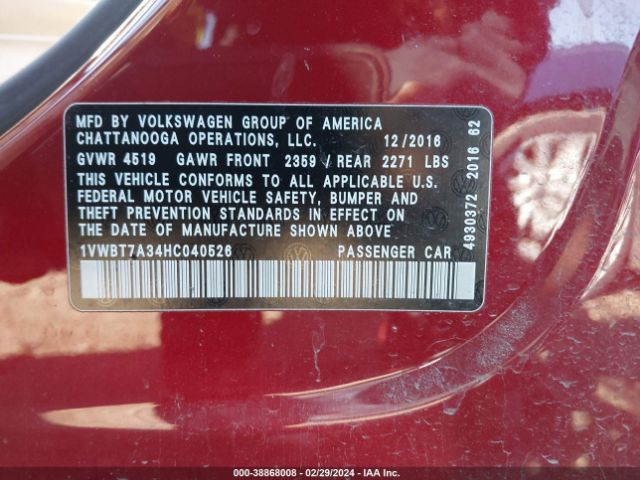 MFD BY VOLKSWAGEN GROUP OF AMERICA
CHATTANOOGA OPERATIONS, LLC. 12/2016
GVWR 4519 GAWR FRONT 2359 / REAR 2271 LBS
THIS VEHICLE CONFORMS TO ALL APPLICABLE U.S.
FEDERAL MOTOR VEHICLE SAFETY, BUMPER AND
THEFT PREVENTION STANDARDS IN EFFECT ON
THE DATE OF MANUFACTURE SHOWN ABOVE
1VWBT7A34HC040526 PASSENGER CAR
4930372 2016 62
000-38868008 - 02/29/2024 - IAA Inc.